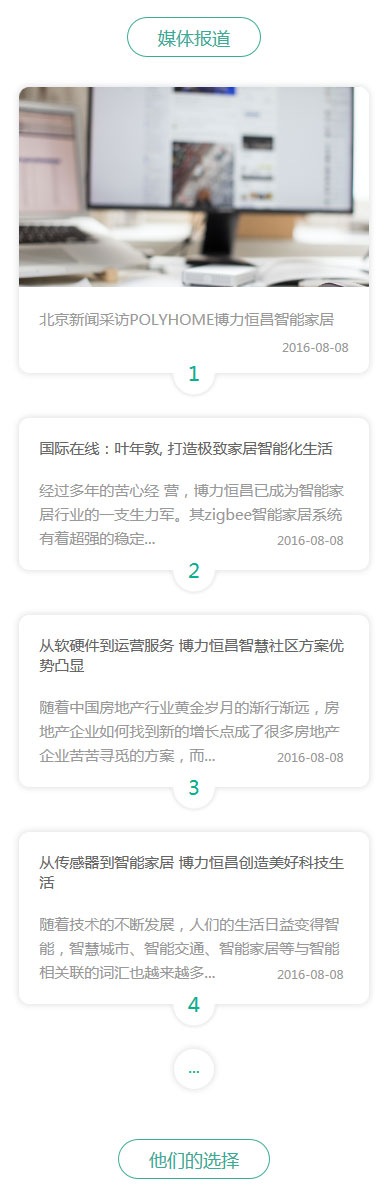 媒体报道
北京新闻采访POLYHOME博力恒昌智能家居
2016-08-08
1
国际在线：叶年敦, 打造极致家居智能化生活
经过多年的苦心经 营，博力恒昌已成为智能家
居行业的一支生力军。其zigbee智能家居系统
有着超强的稳定... 2016-08-08
2
从软硬件到运营服务 博力恒昌智慧社区方案优
势凸显
随着中国房地产行业黄金岁月的渐行渐远，房
地产企业如何找到新的增长点成了很多房地产
企业苦苦寻觅的方案，而... 2016-08-08
3
从传感器到智能家居 博力恒昌创造美好科技生
活
随着技术的不断发展，人们的生活日益变得智
能，智慧城市、智能交通、智能家居等与智能
相关联的词汇也越来越多... 2016-08-08
4
...
他们的选择